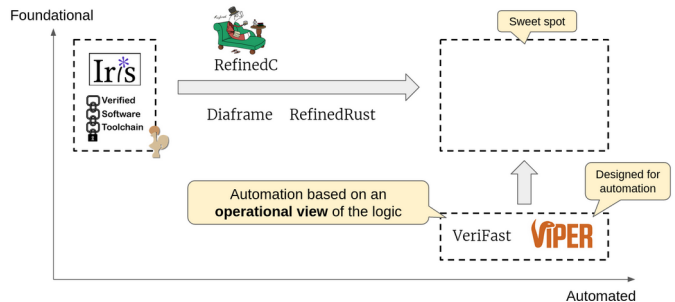 Foundational
Sweet spot
Iris
Verified
Software
Toolchain
RefinedC
Diaframe RefinedRust
Automation based on an
operational view of the logic
Designed for
automation
VeriFast VIPER
Automated